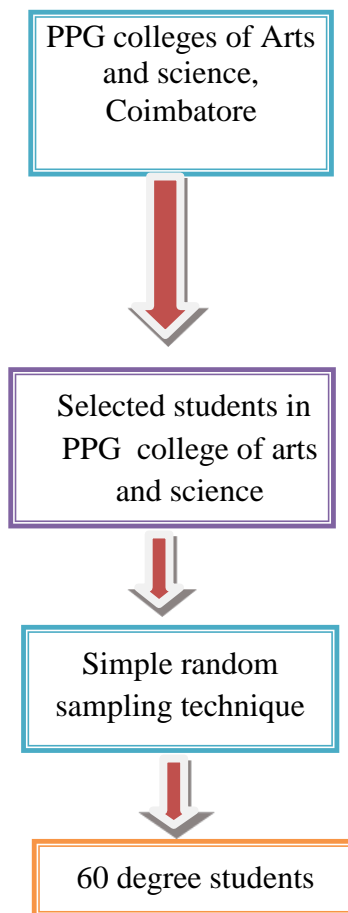 PPG colleges of Arts
and science,
Coimbatore
Selected students in
PPG college of arts
and science
Simple random
sampling technique
60 degree students